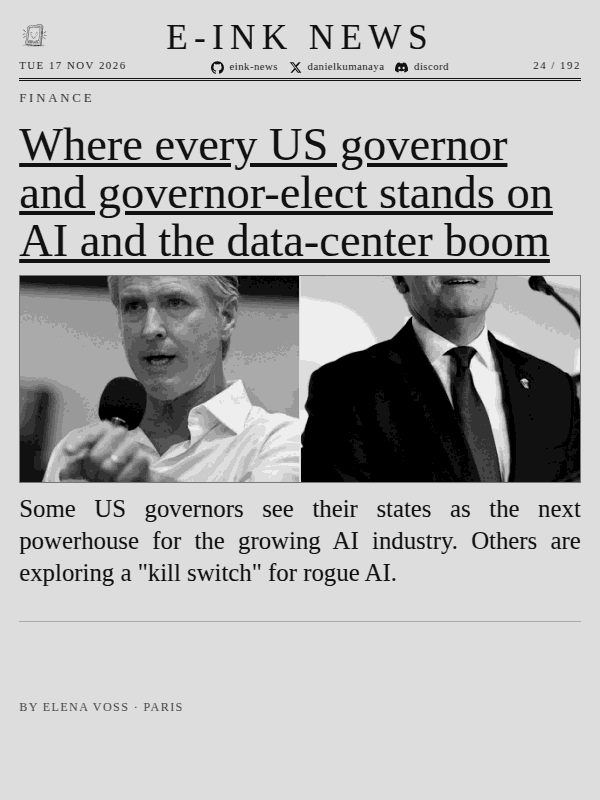 E-INK NEWS
TUE 17 NOV 2026
eink-news danielkumanaya discord
24 / 192
FINANCE
Where every US governor
and governor-elect stands on
AI and the data-center boom
Some US governors see their states as the next
powerhouse for the growing AI industry. Others are
exploring a "kill switch" for rogue AI.
BY ELENA VOSS · PARIS